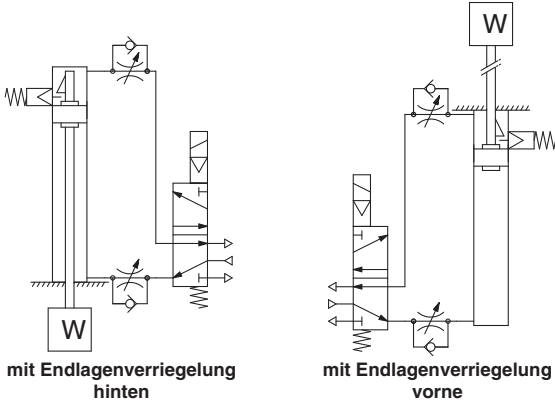 W
W
mit Endlagenverriegelung
hinten
mit Endlagenverriegelung
vorne